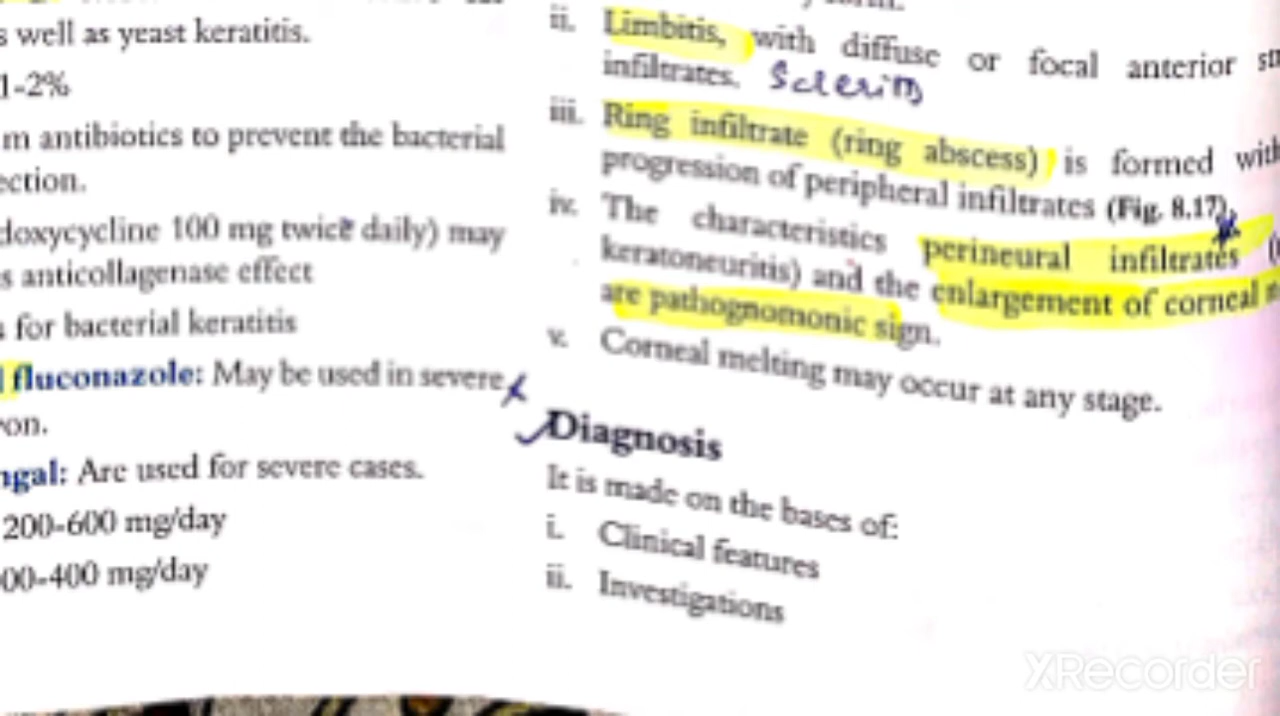 s well as yeast keratitis.
1-2%
m antibiotics to prevent the bacterial
ection.
doxycycline 100 mg twice daily) may
s anticollagenase effect
s for bacterial keratitis
l fluconazole: May be used in severe
on.
ngal: Are used for severe cases.
200-600 mg/day
00-400 mg/day
ii. Limbitis, with diffuse or focal anterior
infiltrates. Scleritis
iii. Ring infiltrate (ring abscess) is formed with
progression of peripheral infiltrates (Fig. 8.17).
iv. The characteristics perineural infiltrates
keratoneuritis) and the enlargement of corneal
are pathognomonic sign.
v. Corneal melting may occur at any stage.
Diagnosis
It is made on the bases of:
i. Clinical features
ii. Investigations
XRecorder